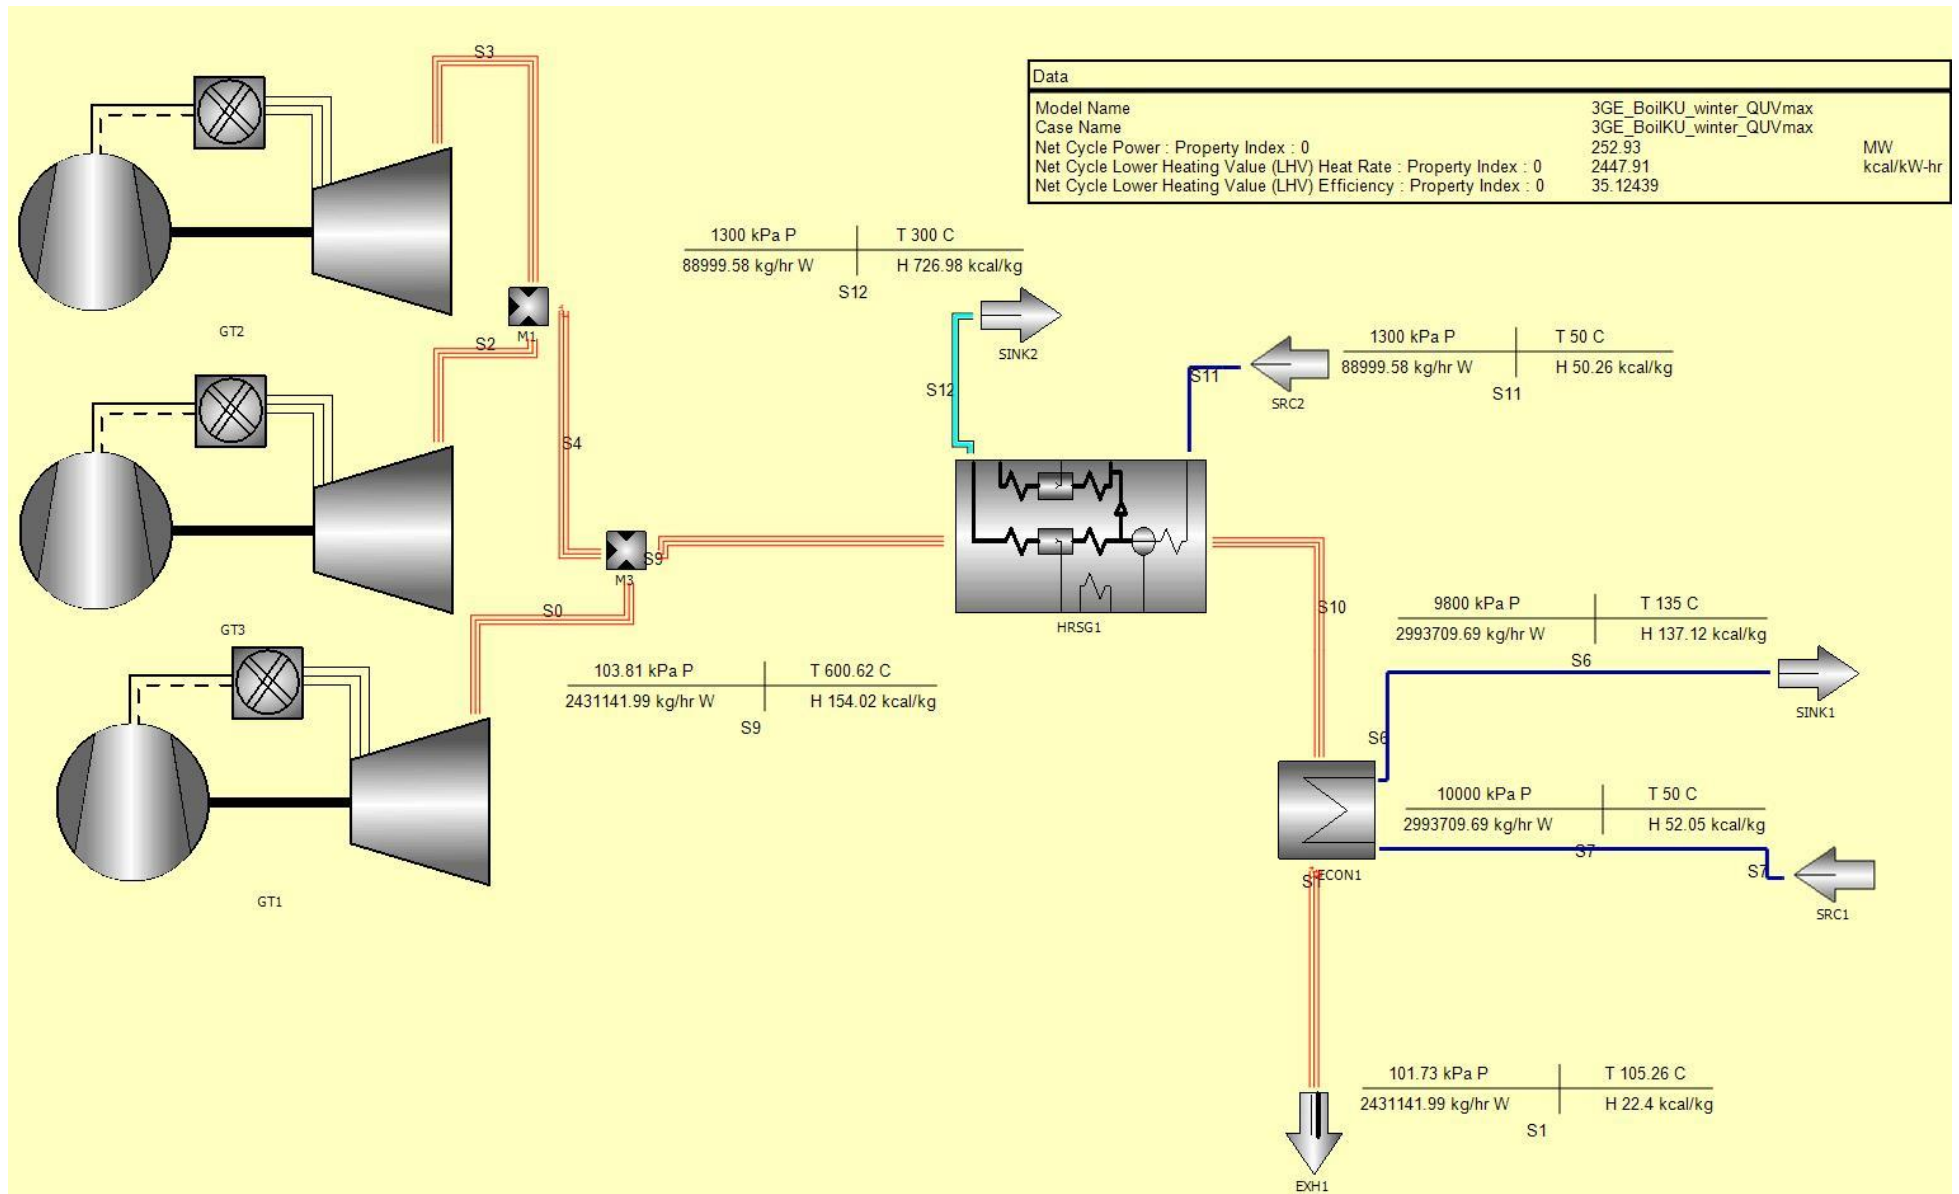 S3
Data
Model Name 3GE_BoilKU_winter_QUVmax
Case Name 3GE_BoilKU_winter_QUVmax
Net Cycle Power : Property Index : 0 252.93 MW
Net Cycle Lower Heating Value (LHV) Heat Rate : Property Index : 0 2447.91 kcal/kW-hr
Net Cycle Lower Heating Value (LHV) Efficiency : Property Index : 0 35.12439
1300 kPa P T 300 C
88999.58 kg/hr W H 726.98 kcal/kg
S12
GT2
M1
S2
SINK2
1300 kPa P T 50 C
88999.58 kg/hr W H 50.26 kcal/kg
S11
S11
SRC2
S12
S4
S9
M3
S0
HRSG1
S10
GT3
9800 kPa P T 135 C
2993709.69 kg/hr W H 137.12 kcal/kg
S6
SINK1
103.81 kPa P T 600.62 C
2431141.99 kg/hr W H 154.02 kcal/kg
S9
S6
10000 kPa P T 50 C
2993709.69 kg/hr W H 52.05 kcal/kg
S7
S7
SRC1
S1
ECON1
GT1
101.73 kPa P T 105.26 C
2431141.99 kg/hr W H 22.4 kcal/kg
S1
EXH1